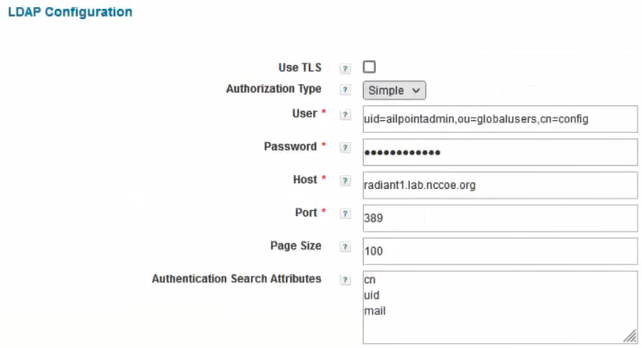 LDAP Configuration
Use TLS ?
Authorization Type ? Simple
User * ? uid=ailpointadmin,ou=globalusers,cn=config
Password * ? ••••••••••••
Host * ? radiant1.lab.nccoe.org
Port * ? 389
Page Size ? 100
Authentication Search Attributes ? cn
uid
mail